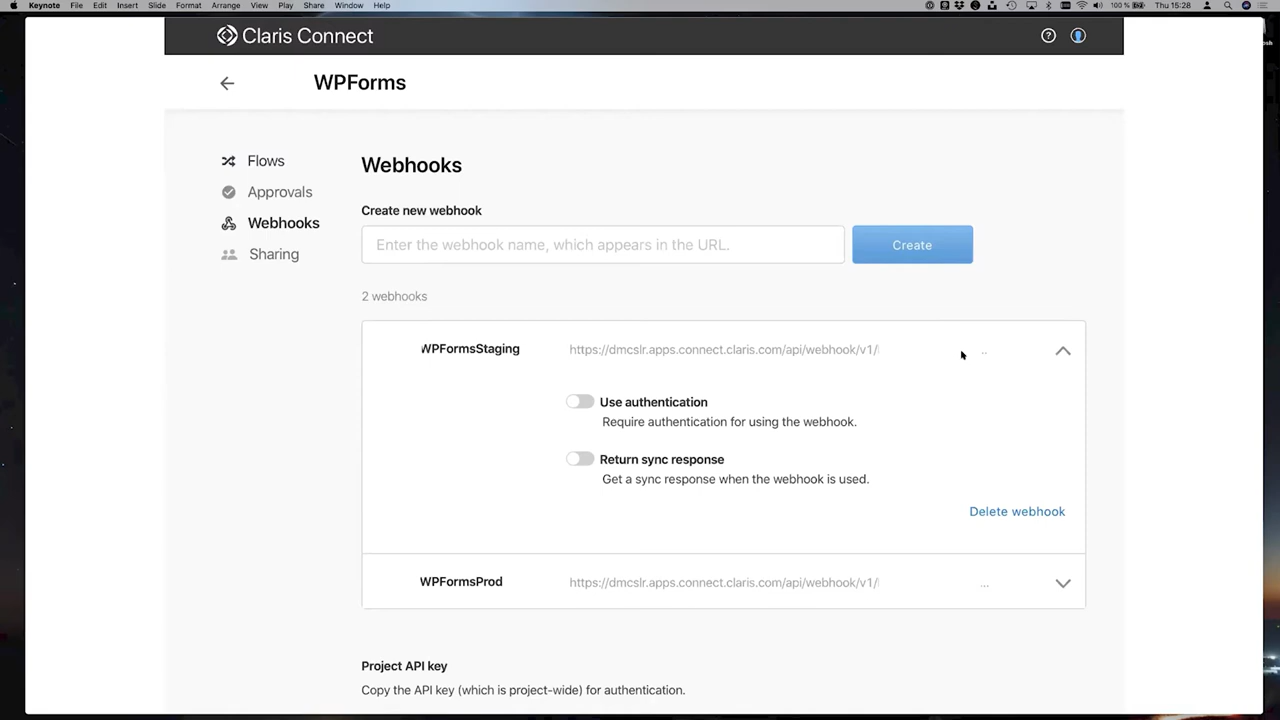 Keynote File Edit Insert Slide Format Arrange View Play Share Window Help 100 % Thu 15:28
Claris Connect
WPForms
Flows
Approvals
Webhooks
Sharing
Webhooks
Create new webhook
Enter the webhook name, which appears in the URL. Create
2 webhooks
WPFormsStaging https://dmcslr.apps.connect.claris.com/api/webhook/v1/ ..
Use authentication
Require authentication for using the webhook.
Return sync response
Get a sync response when the webhook is used.
Delete webhook
WPFormsProd https://dmcslr.apps.connect.claris.com/api/webhook/v1/ ...
Project API key
Copy the API key (which is project-wide) for authentication.